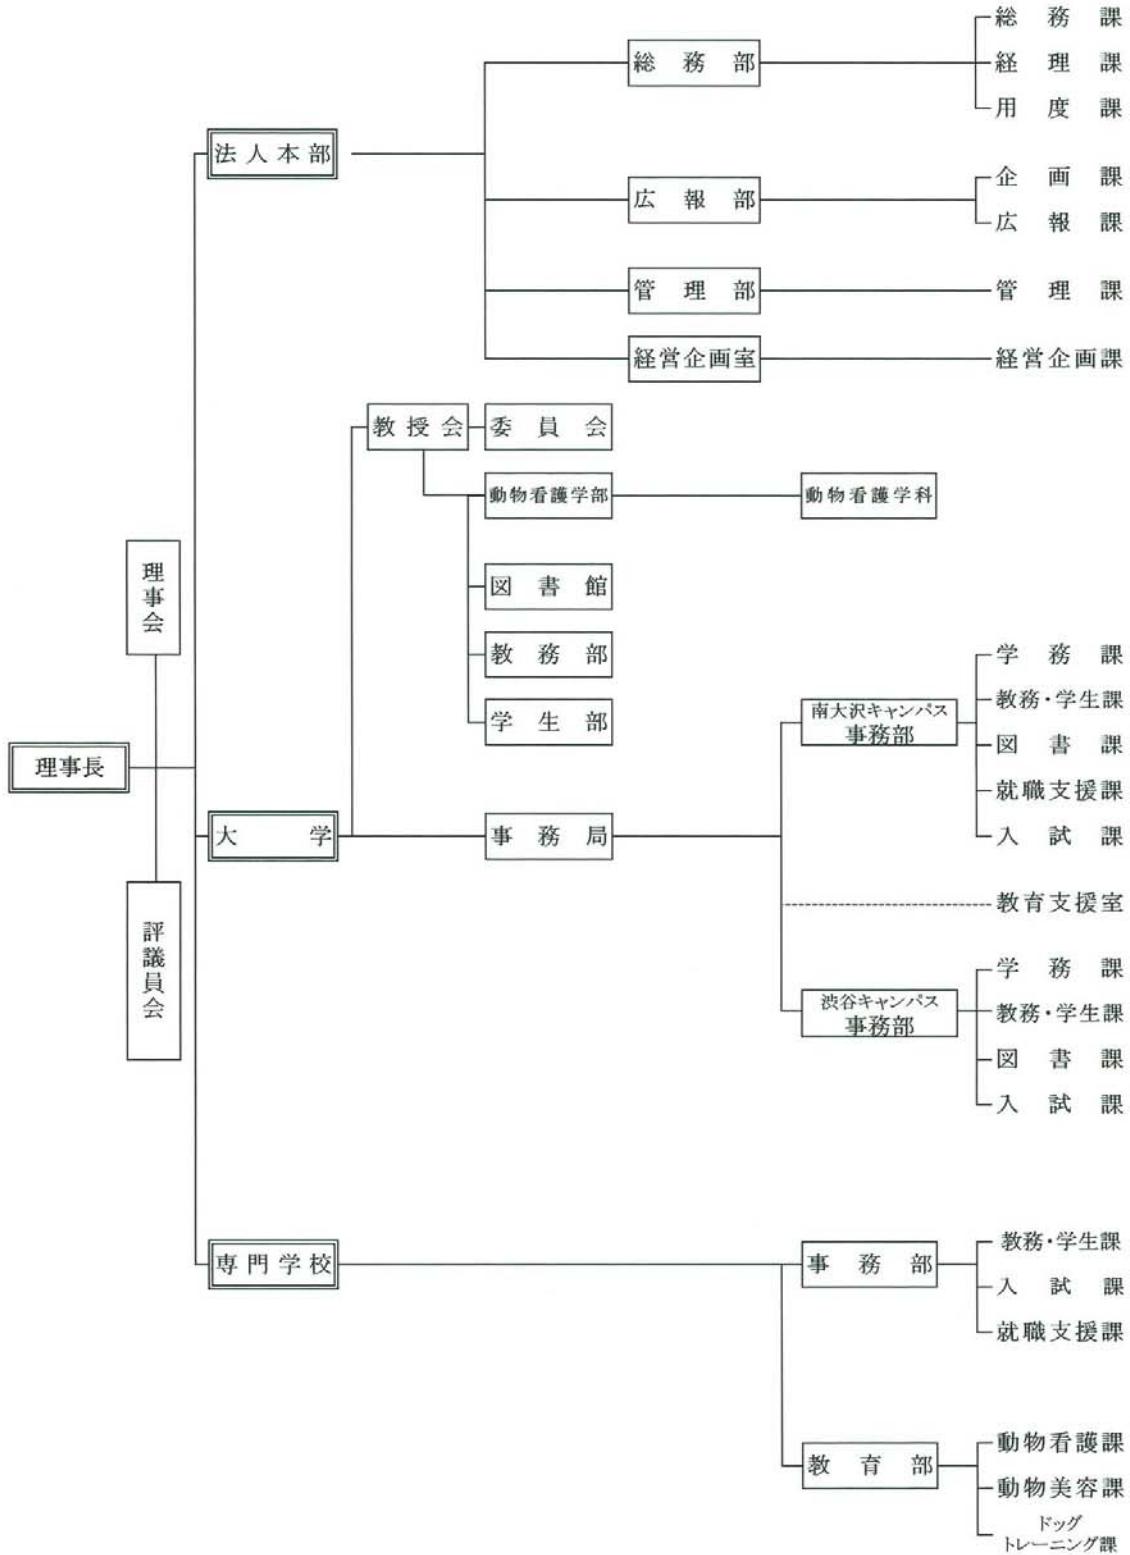 総務課
総務部
経理課
用度課
法人本部
企画課
広報部
広報課
管理部
管理課
経営企画室
経営企画課
教授会
委員会
動物看護学部
動物看護学科
理事会
図書館
教務部
学務課
学生部
南大沢キャンパス
事務部
教務・学生課
図書課
就職支援課
入試課
理事長
大学
事務局
教育支援室
評議員会
学務課
渋谷キャンパス
事務部
教務・学生課
図書課
入試課
専門学校
事務部
教務・学生課
入試課
就職支援課
教育部
動物看護課
動物美容課
ドッグ
トレーニング課